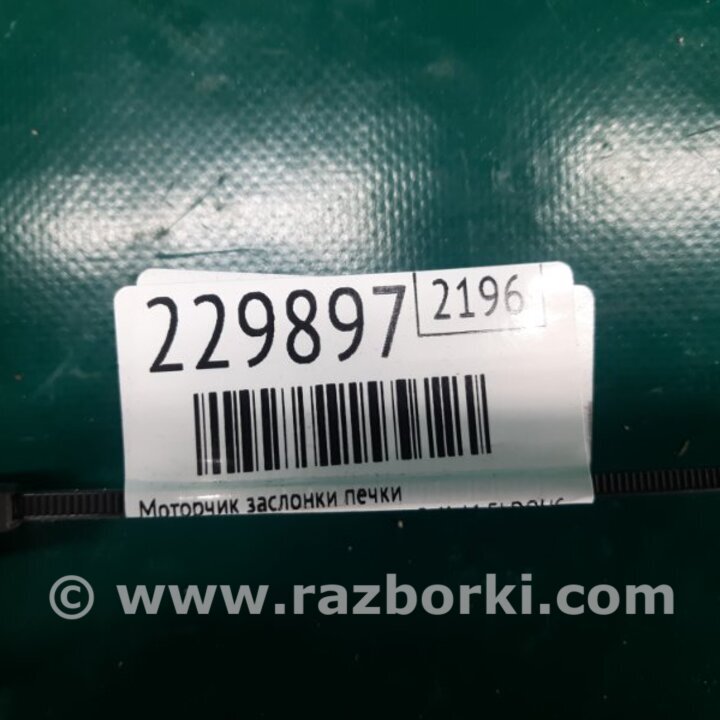 229897 2196
Моторчик заслонки печки
© www.razborki.com